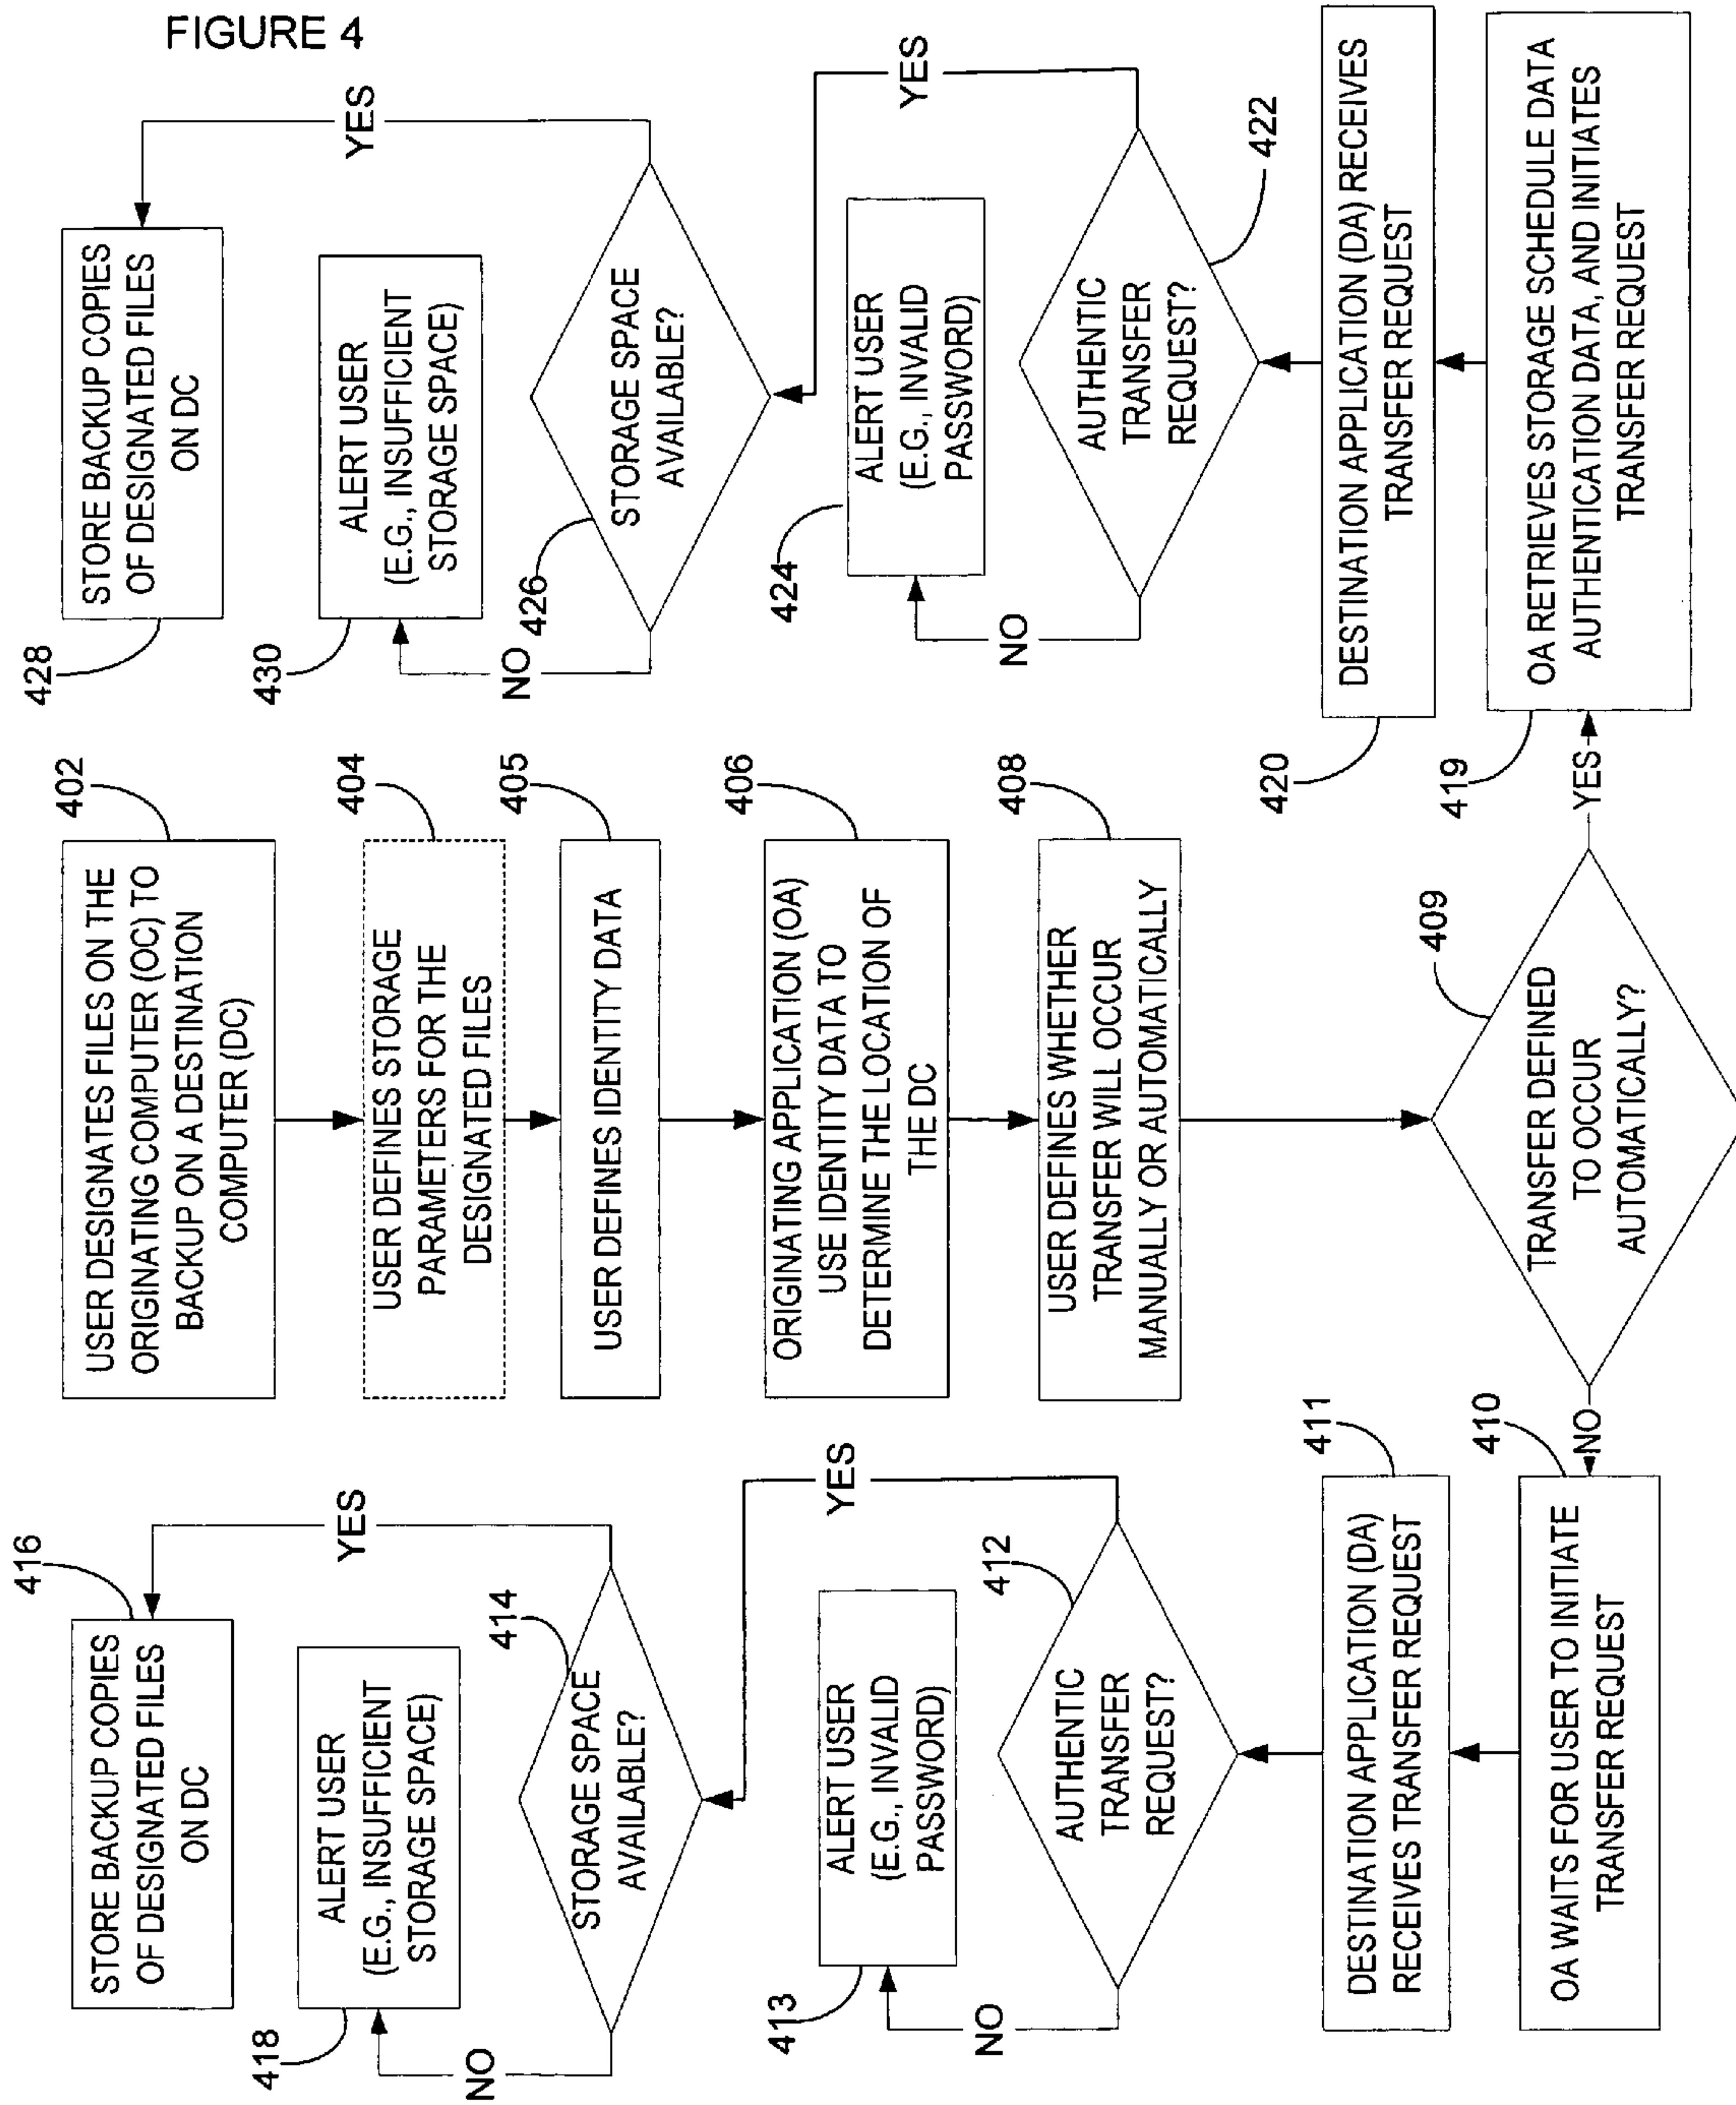 FIGURE 4
402
USER DESIGNATES FILES ON THE
ORIGINATING COMPUTER (OC) TO
BACKUP ON A DESTINATION
COMPUTER (DC)
404
USER DEFINES STORAGE
PARAMETERS FOR THE
DESIGNATED FILES
405
USER DEFINES IDENTITY DATA
406
ORIGINATING APPLICATION (OA)
USE IDENTITY DATA TO
DETERMINE THE LOCATION OF
THE DC
408
USER DEFINES WHETHER
TRANSFER WILL OCCUR
MANUALLY OR AUTOMATICALLY
409
TRANSFER DEFINED
TO OCCUR
AUTOMATICALLY?
NO
410
OA WAITS FOR USER TO INITIATE
TRANSFER REQUEST
411
DESTINATION APPLICATION (DA)
RECEIVES TRANSFER REQUEST
412
AUTHENTIC
TRANSFER
REQUEST?
NO
413
ALERT USER
(E.G., INVALID
PASSWORD)
YES
414
STORAGE SPACE
AVAILABLE?
NO
418
ALERT USER
(E.G., INSUFFICIENT
STORAGE SPACE)
YES
416
STORE BACKUP COPIES
OF DESIGNATED FILES
ON DC
YES
419
OA RETRIEVES STORAGE SCHEDULE DATA
AUTHENTICATION DATA, AND INITIATES
TRANSFER REQUEST
420
DESTINATION APPLICATION (DA) RECEIVES
TRANSFER REQUEST
422
AUTHENTIC
TRANSFER
REQUEST?
NO
424
ALERT USER
(E.G., INVALID
PASSWORD)
YES
426
STORAGE SPACE
AVAILABLE?
NO
430
ALERT USER
(E.G., INSUFFICIENT
STORAGE SPACE)
YES
428
STORE BACKUP COPIES
OF DESIGNATED FILES
ON DC